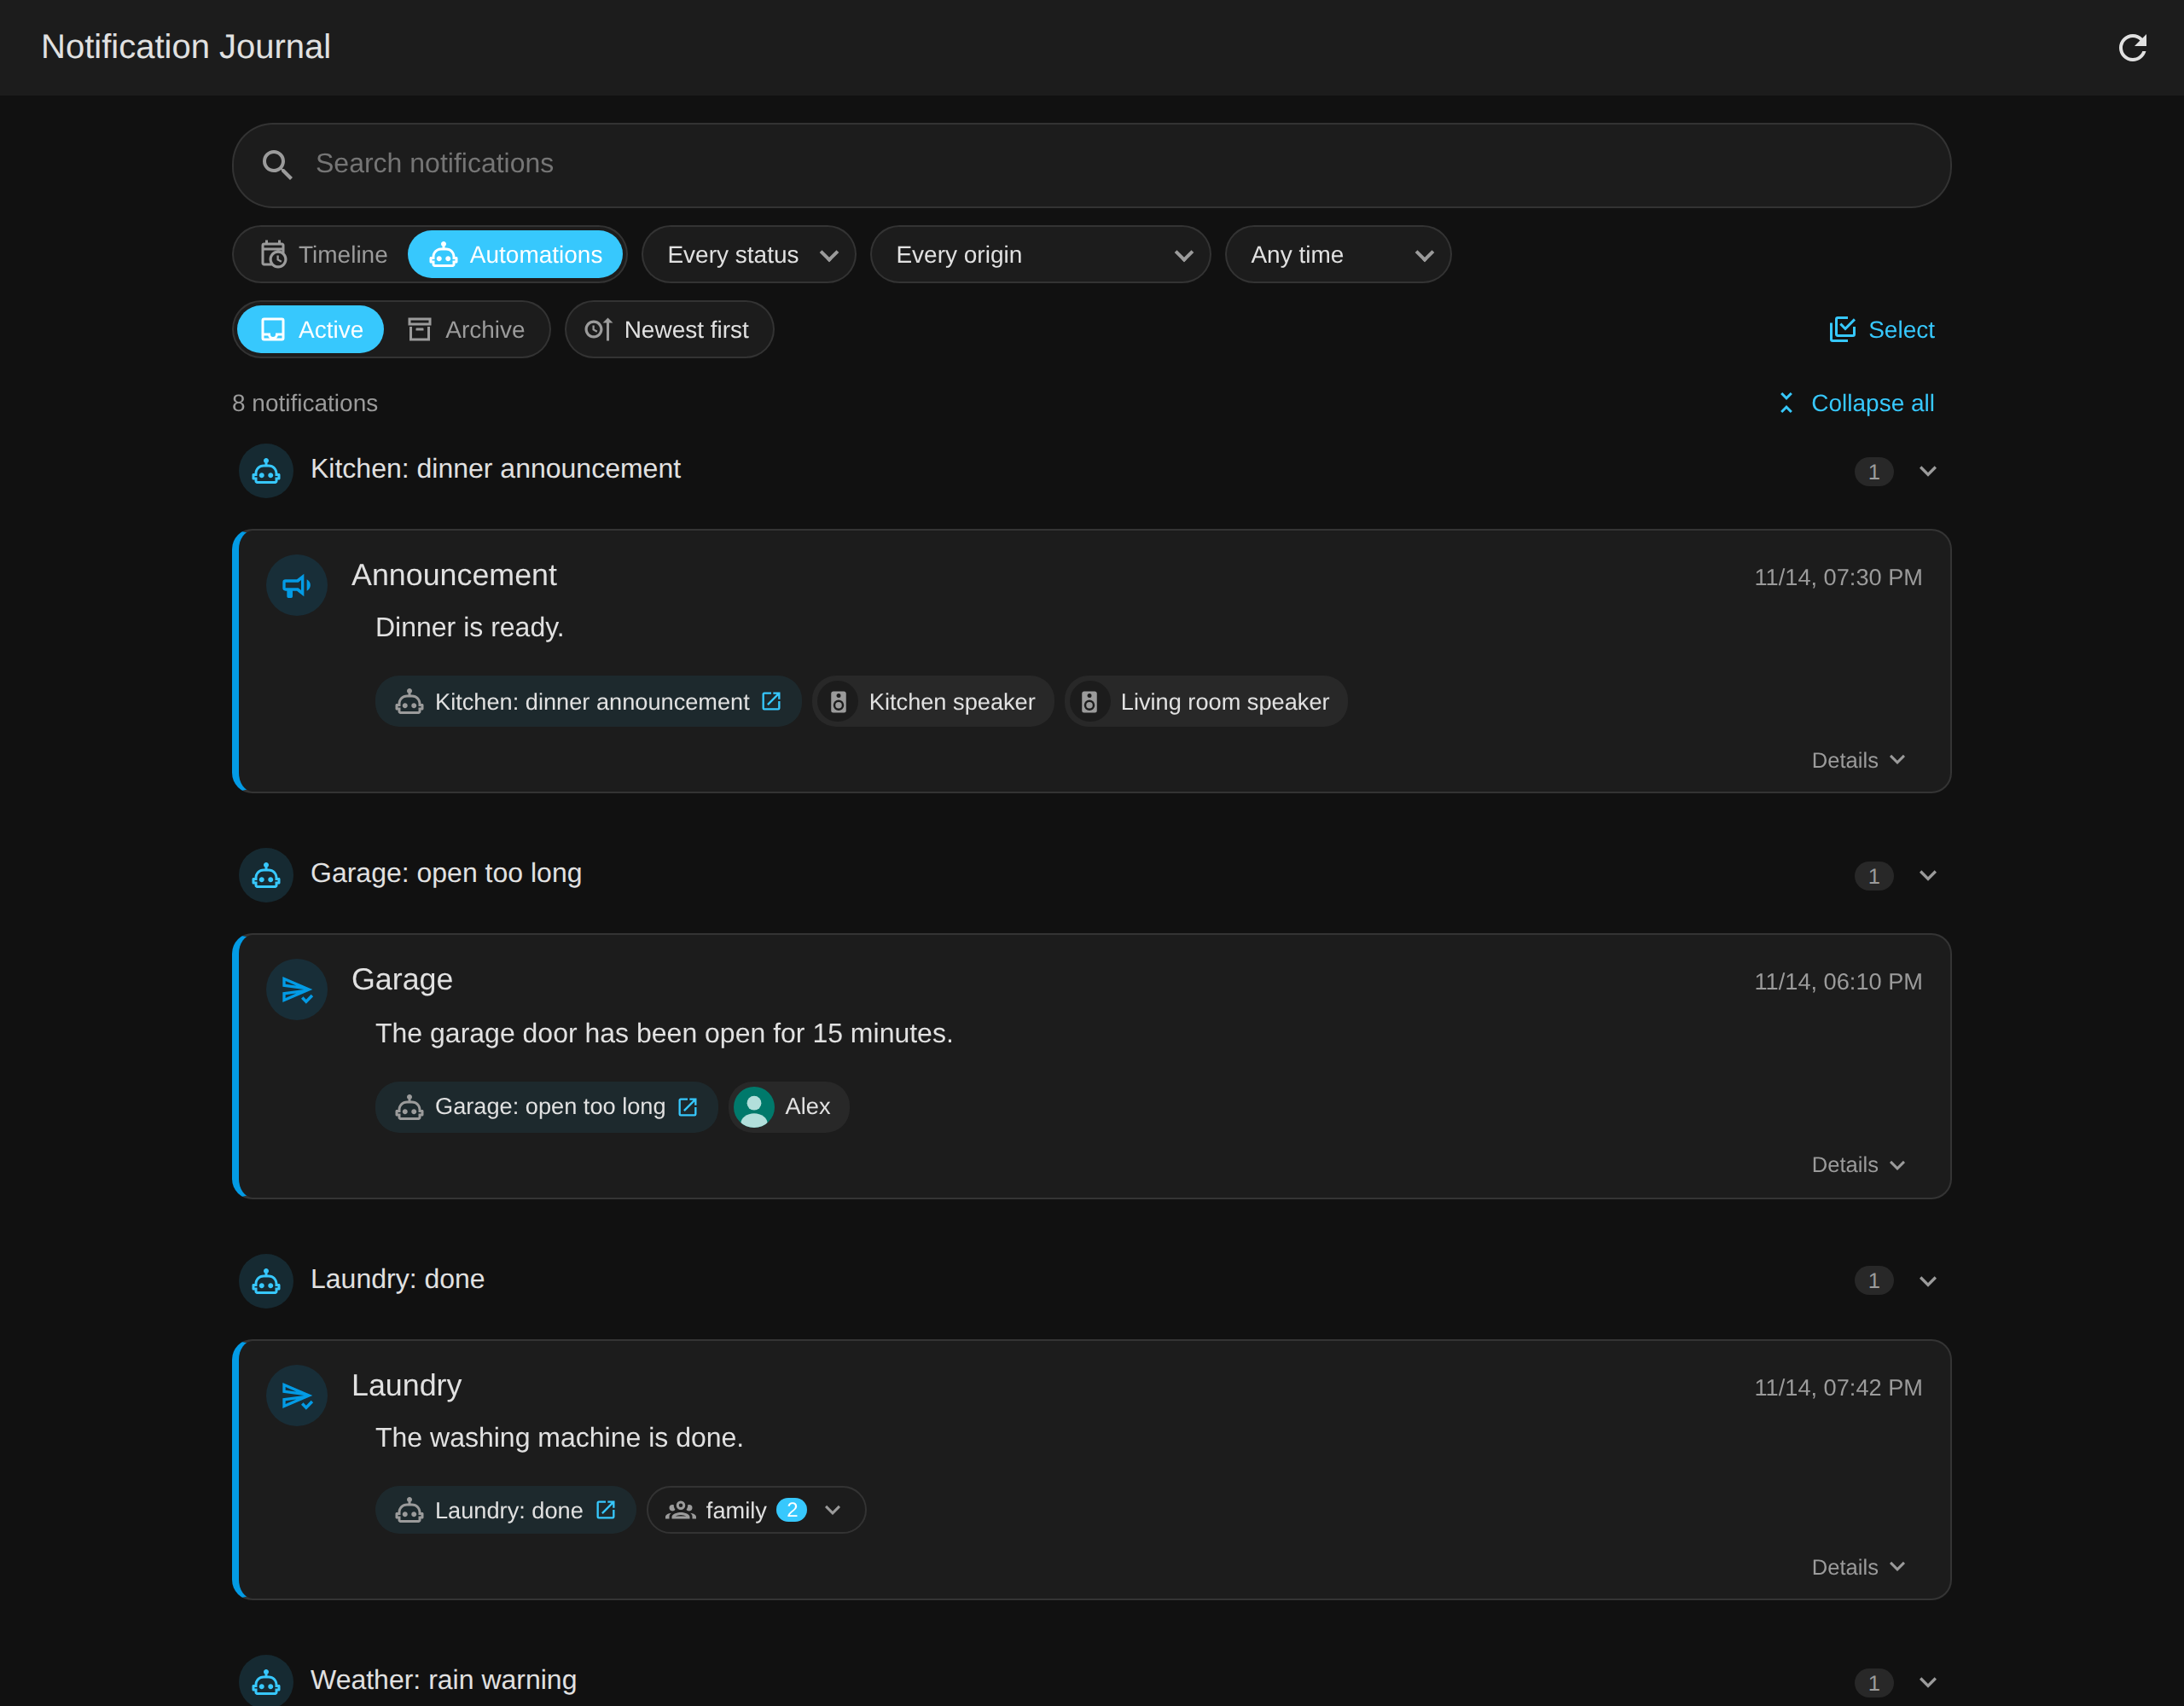 Notification Journal
Search notifications
Timeline Automations Every status Every origin Any time
Active Archive Newest first Select
8 notifications Collapse all
Kitchen: dinner announcement 1
Announcement 11/14, 07:30 PM
Dinner is ready.
Kitchen: dinner announcement Kitchen speaker Living room speaker
Details
Garage: open too long 1
Garage 11/14, 06:10 PM
The garage door has been open for 15 minutes.
Garage: open too long Alex
Details
Laundry: done 1
Laundry 11/14, 07:42 PM
The washing machine is done.
Laundry: done family 2
Details
Weather: rain warning 1